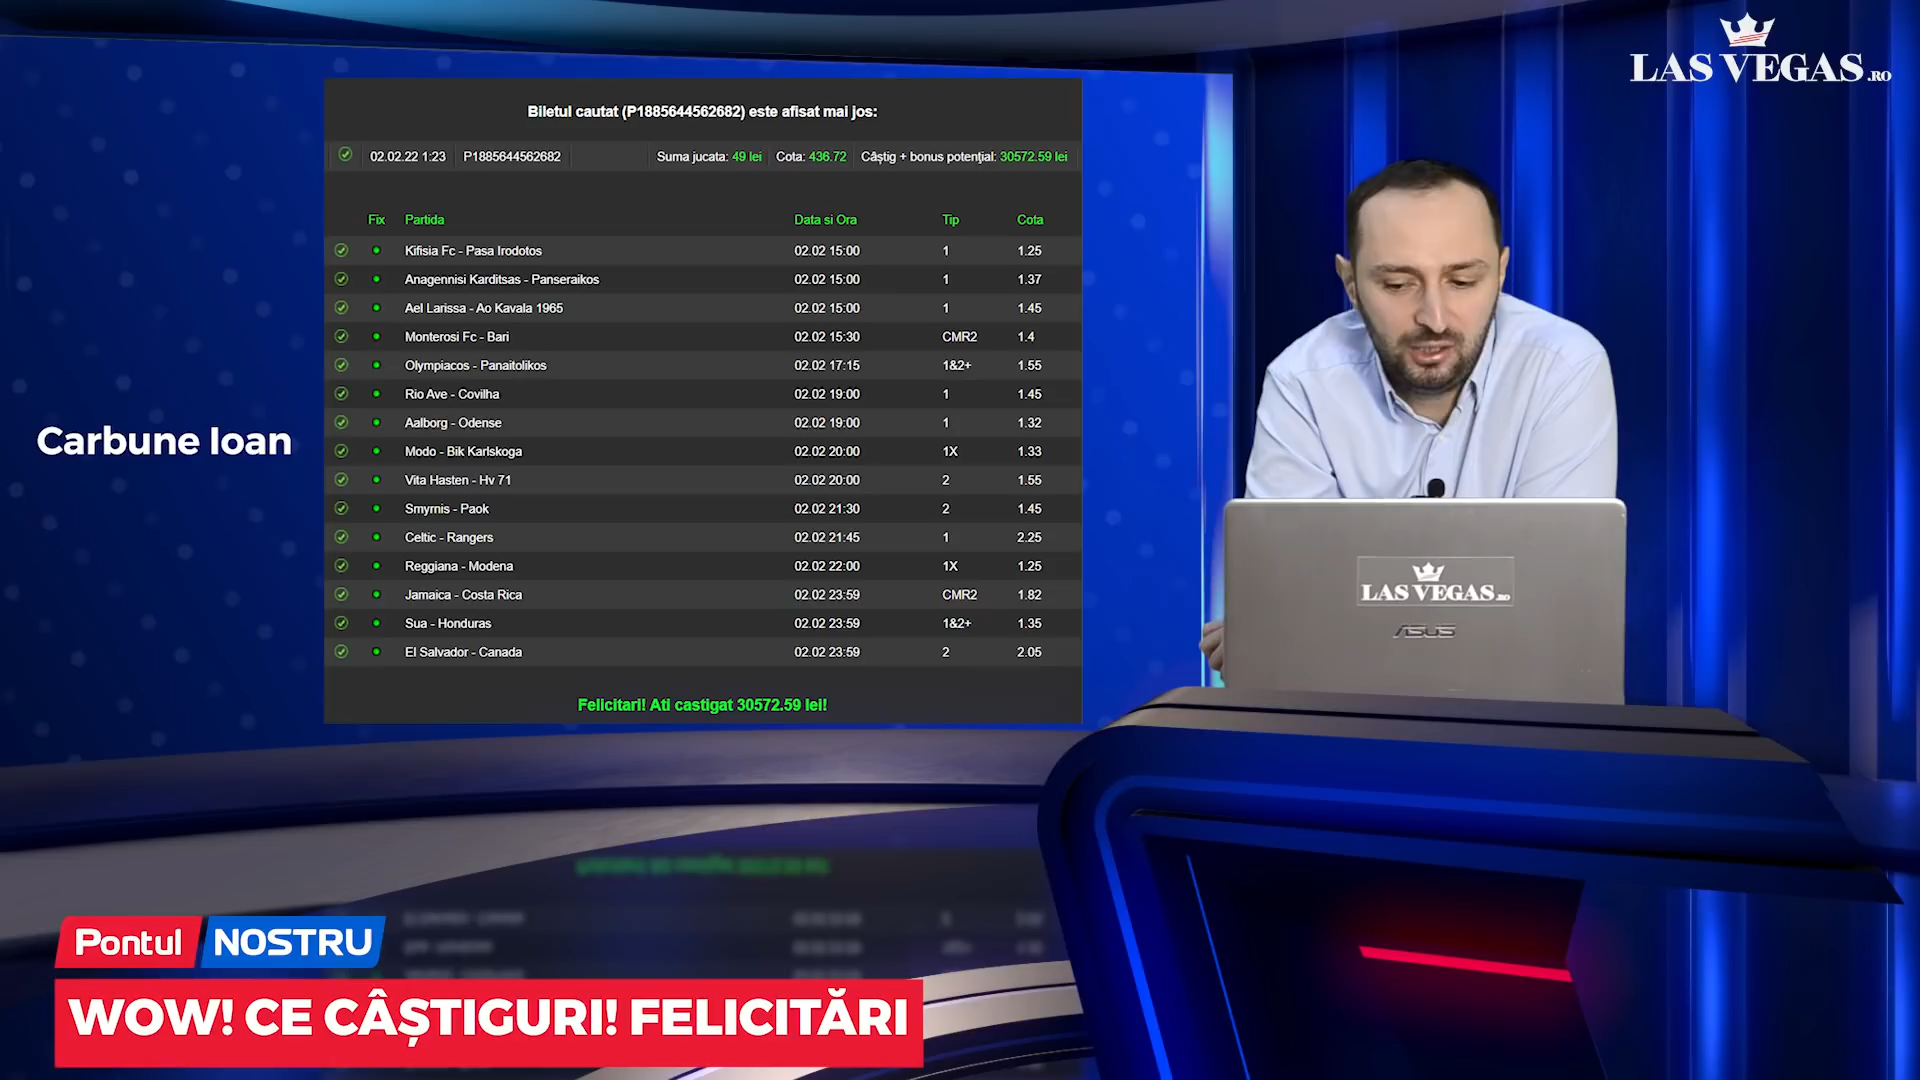 LAS VEGAS.RO
Biletul cautat (P1885644562682) este afisat mai jos:
02.02.22 1:23 P1885644562682 Suma jucata: 49 lei Cota: 436.72 Câştig + bonus potenţial: 30572.59 lei
Fix Partida Data si Ora Tip Cota
Kifisia Fc - Pasa Irodotos 02.02 15:00 1 1.25
Anagennisi Karditsas - Panseraikos 02.02 15:00 1 1.37
Ael Larissa - Ao Kavala 1965 02.02 15:00 1 1.45
Monterosi Fc - Bari 02.02 15:30 CMR2 1.4
Olympiacos - Panaitolikos 02.02 17:15 1&2+ 1.55
Rio Ave - Covilha 02.02 19:00 1 1.45
Aalborg - Odense 02.02 19:00 1 1.32
Modo - Bik Karlskoga 02.02 20:00 1X 1.33
Vita Hasten - Hv 71 02.02 20:00 2 1.55
Smyrnis - Paok 02.02 21:30 2 1.45
Celtic - Rangers 02.02 21:45 1 2.25
Reggiana - Modena 02.02 22:00 1X 1.25
Jamaica - Costa Rica 02.02 23:59 CMR2 1.82
Sua - Honduras 02.02 23:59 1&2+ 1.35
El Salvador - Canada 02.02 23:59 2 2.05
Felicitari! Ati castigat 30572.59 lei!
Carbune Ioan
LAS VEGAS.RO
ASUS
Pontul NOSTRU
WOW! CE CÂȘTIGURI! FELICITĂRI